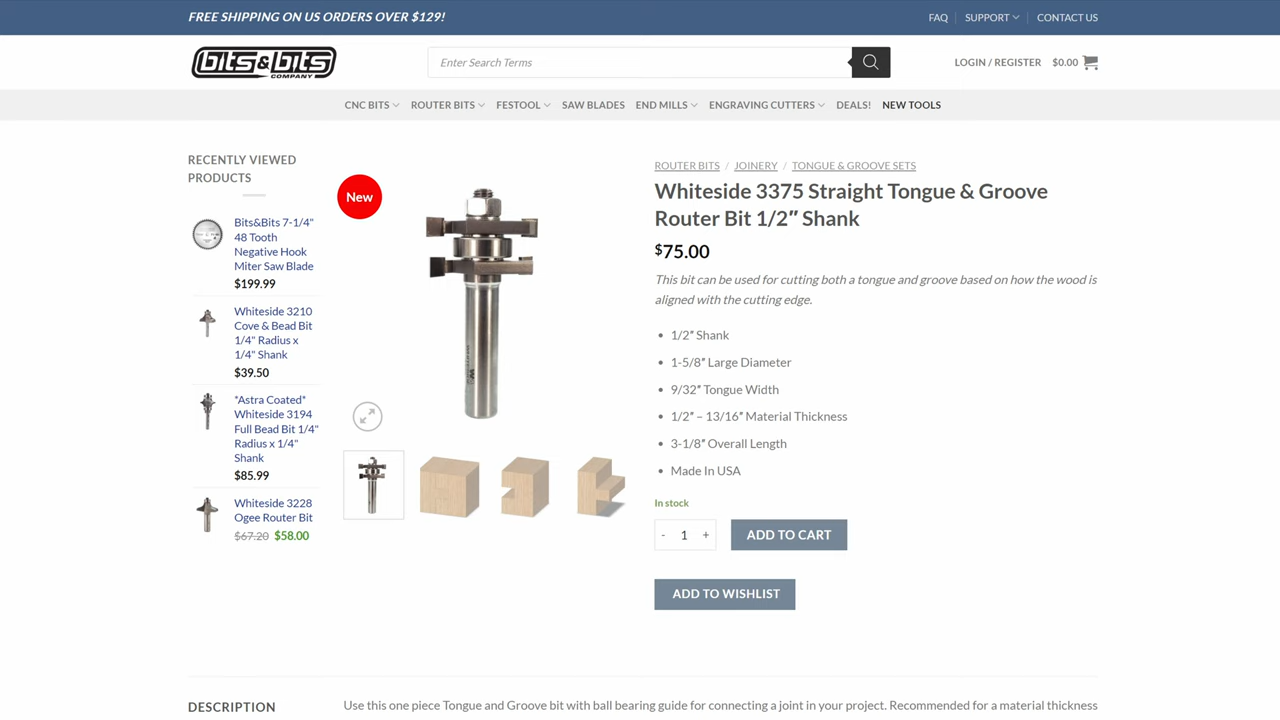 FREE SHIPPING ON US ORDERS OVER $129!
FAQ
SUPPORT
CONTACT US
bits&bits
COMPANY
Enter Search Terms
LOGIN / REGISTER
$0.00
CNC BITS
ROUTER BITS
FESTOOL
SAW BLADES
END MILLS
ENGRAVING CUTTERS
DEALS!
NEW TOOLS
RECENTLY VIEWED
PRODUCTS
Bits&Bits 7-1/4"
48 Tooth
Negative Hook
Miter Saw Blade
$199.99
Whiteside 3210
Cove & Bead Bit
1/4" Radius x
1/4" Shank
$39.50
*Astra Coated*
Whiteside 3194
Full Bead Bit 1/4"
Radius x 1/4"
Shank
$85.99
Whiteside 3228
Ogee Router Bit
$67.20 $58.00
New
ROUTER BITS / JOINERY / TONGUE & GROOVE SETS
Whiteside 3375 Straight Tongue & Groove
Router Bit 1/2″ Shank
$75.00
This bit can be used for cutting both a tongue and groove based on how the wood is
aligned with the cutting edge.
• 1/2″ Shank
• 1-5/8″ Large Diameter
• 9/32″ Tongue Width
• 1/2″ – 13/16″ Material Thickness
• 3-1/8″ Overall Length
• Made In USA
In stock
- 1 +
ADD TO CART
ADD TO WISHLIST
DESCRIPTION
Use this one piece Tongue and Groove bit with ball bearing guide for connecting a joint in your project. Recommended for a material thickness